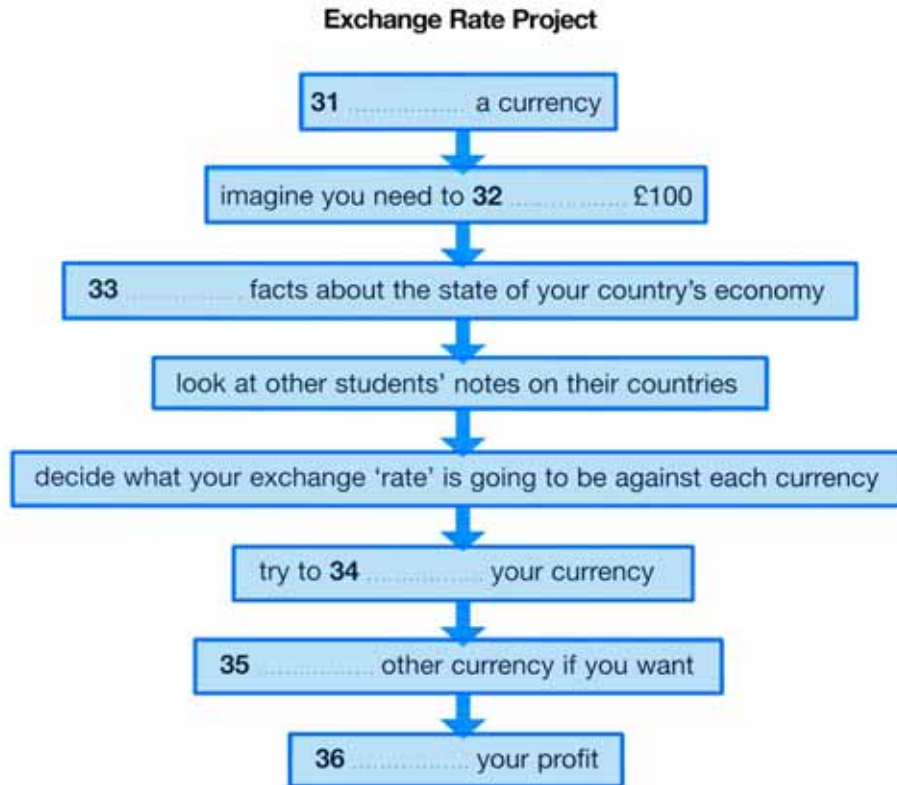 Exchange Rate Project
31 ................ a currency
imagine you need to 32 ................ £100
33 ................ facts about the state of your country's economy
look at other students' notes on their countries
decide what your exchange 'rate' is going to be against each currency
try to 34 ................ your currency
35 ................ other currency if you want
36 ................ your profit